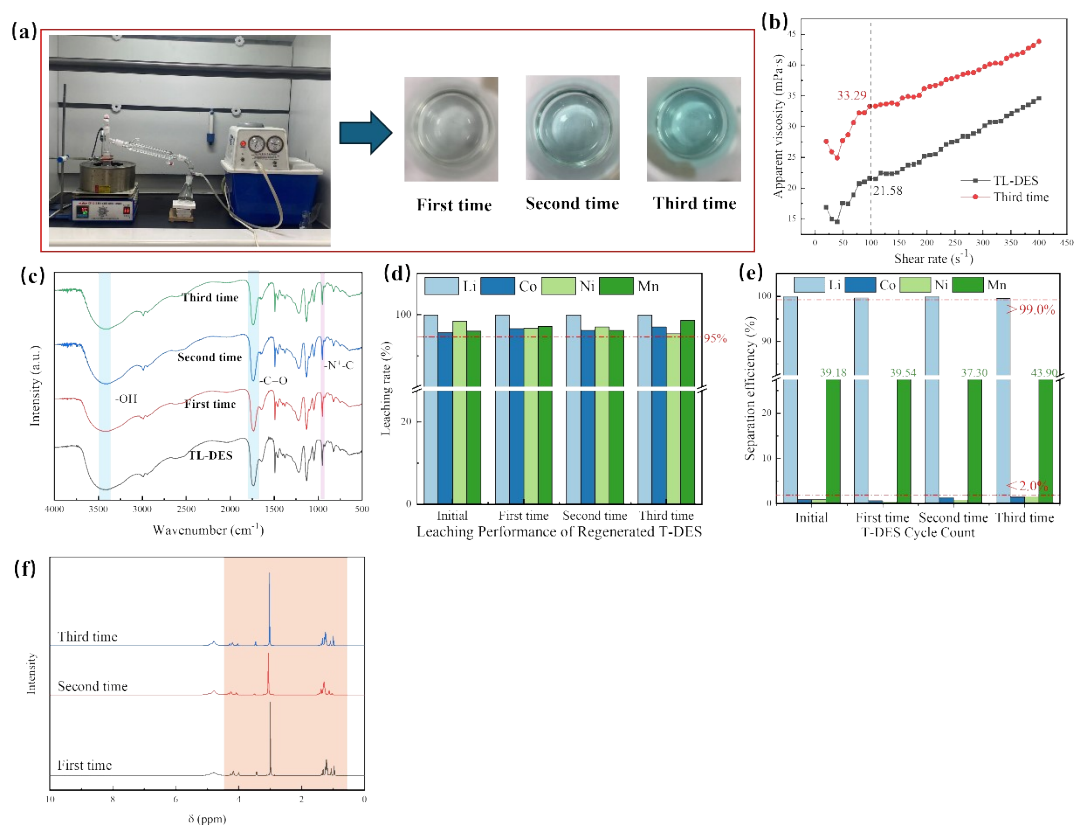 (a)
First time
Second time
Third time
(b)
Apparent viscosity (mPa·s)
45
40
35
30
25
20
15
33.29
21.58
TL-DES
Third time
0 50 100 150 200 250 300 350 400 450
Shear rate (s⁻¹)
(c)
Intensity (a.u.)
Third time
Second time
-N⁺-C
-C=O
-OH
First time
TL-DES
4000 3500 3000 2500 2000 1500 1000 500
Wavenumber (cm⁻¹)
(d)
Li Co Ni Mn
Leaching rate (%)
100
20
0
95%
Initial First time Second time Third time
Leaching Performance of Regenerated T-DES
(e)
Li Co Ni Mn
Separation efficiency (%)
100
90
20
10
0
>99.0%
39.18 39.54 37.30 43.90
<2.0%
Initial First time Second time Third time
T-DES Cycle Count
(f)
Intensity
Third time
Second time
First time
10 8 6 4 2 0
δ (ppm)